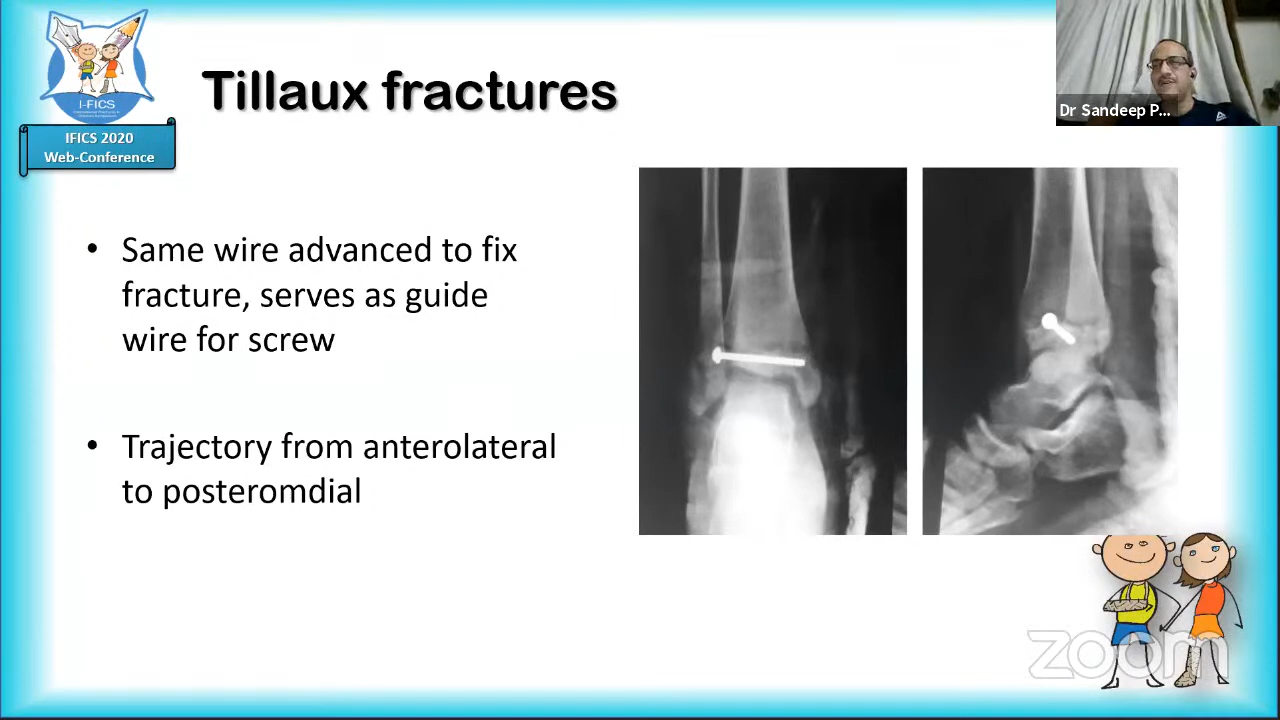 Tillaux fractures
I-FICS
IFICS 2020
Web-Conference
Dr Sandeep P...
• Same wire advanced to fix
fracture, serves as guide
wire for screw
• Trajectory from anterolateral
to posteromdial
zoom